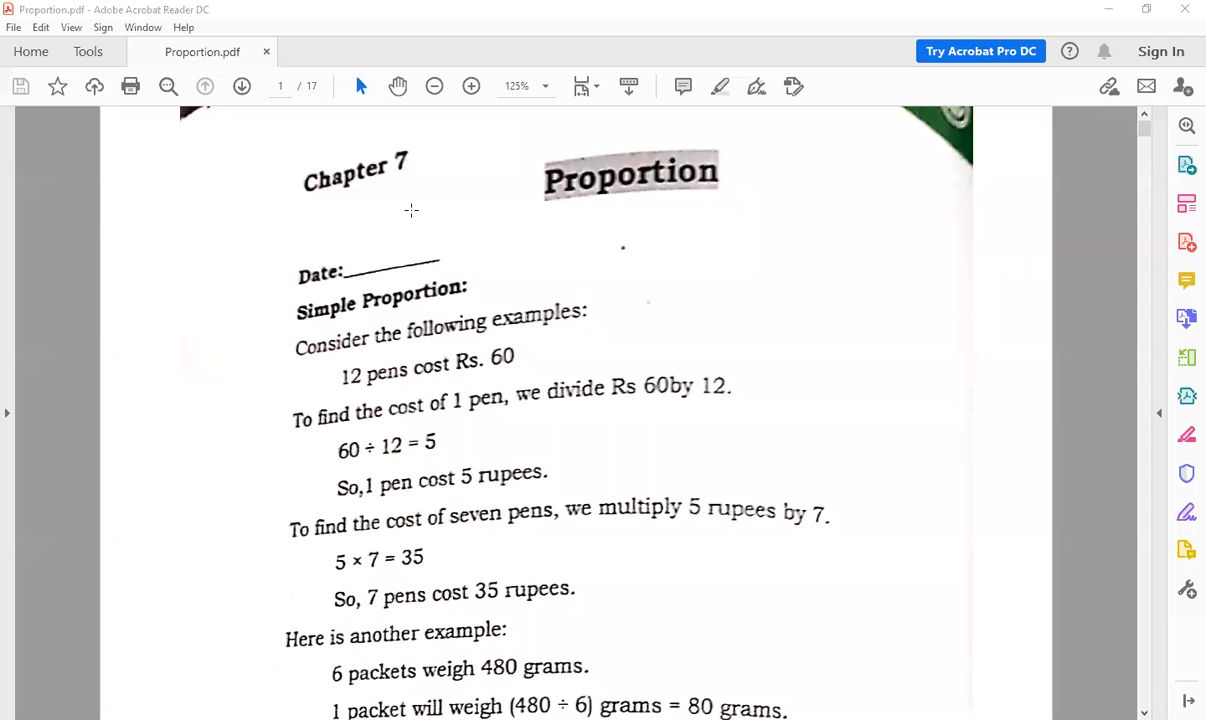 Proportion.pdf - Adobe Acrobat Reader DC
File Edit View Sign Window Help
Home Tools Proportion.pdf × Try Acrobat Pro DC Sign In
1 / 17 125%
Chapter 7 Proportion
Date:________
Simple Proportion:
Consider the following examples:
12 pens cost Rs. 60
To find the cost of 1 pen, we divide Rs 60by 12.
60 ÷ 12 = 5
So,1 pen cost 5 rupees.
To find the cost of seven pens, we multiply 5 rupees by 7.
5 × 7 = 35
So, 7 pens cost 35 rupees.
Here is another example:
6 packets weigh 480 grams.
1 packet will weigh (480 ÷ 6) grams = 80 grams.